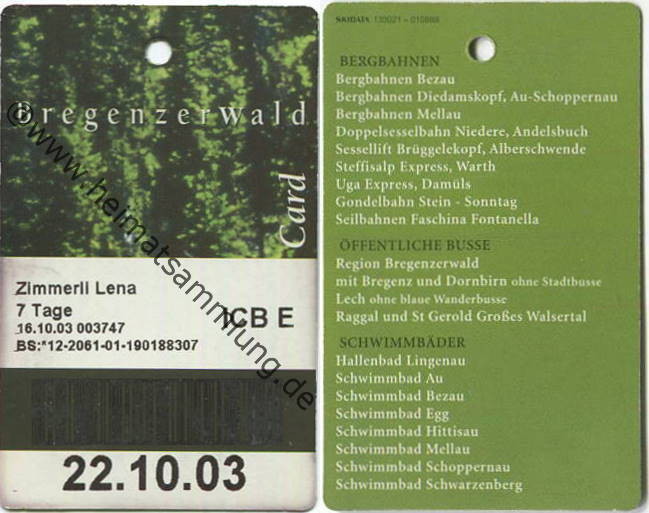 Bregenzerwald
Card
Zimmerli Lena
7 Tage
ICB E
16.10.03 003747
BS:*12-2061-01-190188307
22.10.03
©www.heimatsammlung.de
SKIDATA 133021 - 010888
BERGBAHNEN
Bergbahnen Bezau
Bergbahnen Diedamskopf, Au-Schoppernau
Bergbahnen Mellau
Doppelsesselbahn Niedere, Andelsbuch
Sessellift Brüggelekopf, Alberschwende
Steffisalp Express, Warth
Uga Express, Damüls
Gondelbahn Stein - Sonntag
Seilbahnen Faschina Fontanella
ÖFFENTLICHE BUSSE
Region Bregenzerwald
mit Bregenz und Dornbirn ohne Stadtbusse
Lech ohne blaue Wanderbusse
Raggal und St Gerold Großes Walsertal
SCHWIMMBÄDER
Hallenbad Lingenau
Schwimmbad Au
Schwimmbad Bezau
Schwimmbad Egg
Schwimmbad Hittisau
Schwimmbad Mellau
Schwimmbad Schoppernau
Schwimmbad Schwarzenberg